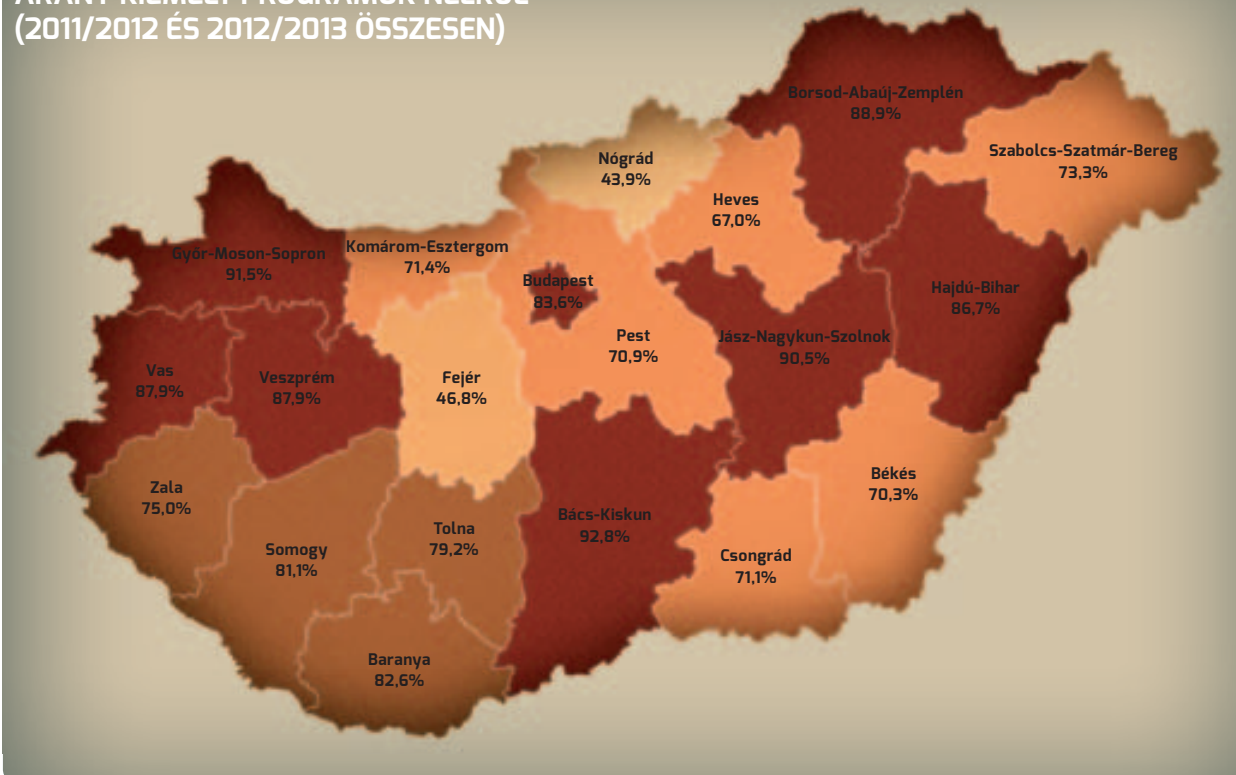 (2011/2012 ÉS 2012/2013 ÖSSZESEN)
Borsod-Abaúj-Zemplén
88,9%
Szabolcs-Szatmár-Bereg
73,3%
Nógrád
43,9%
Heves
67,0%
Győr-Moson-Sopron
91,5%
Komárom-Esztergom
71,4%
Budapest
83,6%
Hajdú-Bihar
86,7%
Pest
70,9%
Jász-Nagykun-Szolnok
90,5%
Vas
87,9%
Veszprém
87,9%
Fejér
46,8%
Békés
70,3%
Zala
75,0%
Bács-Kiskun
92,8%
Tolna
79,2%
Somogy
81,1%
Csongrád
71,1%
Baranya
82,6%